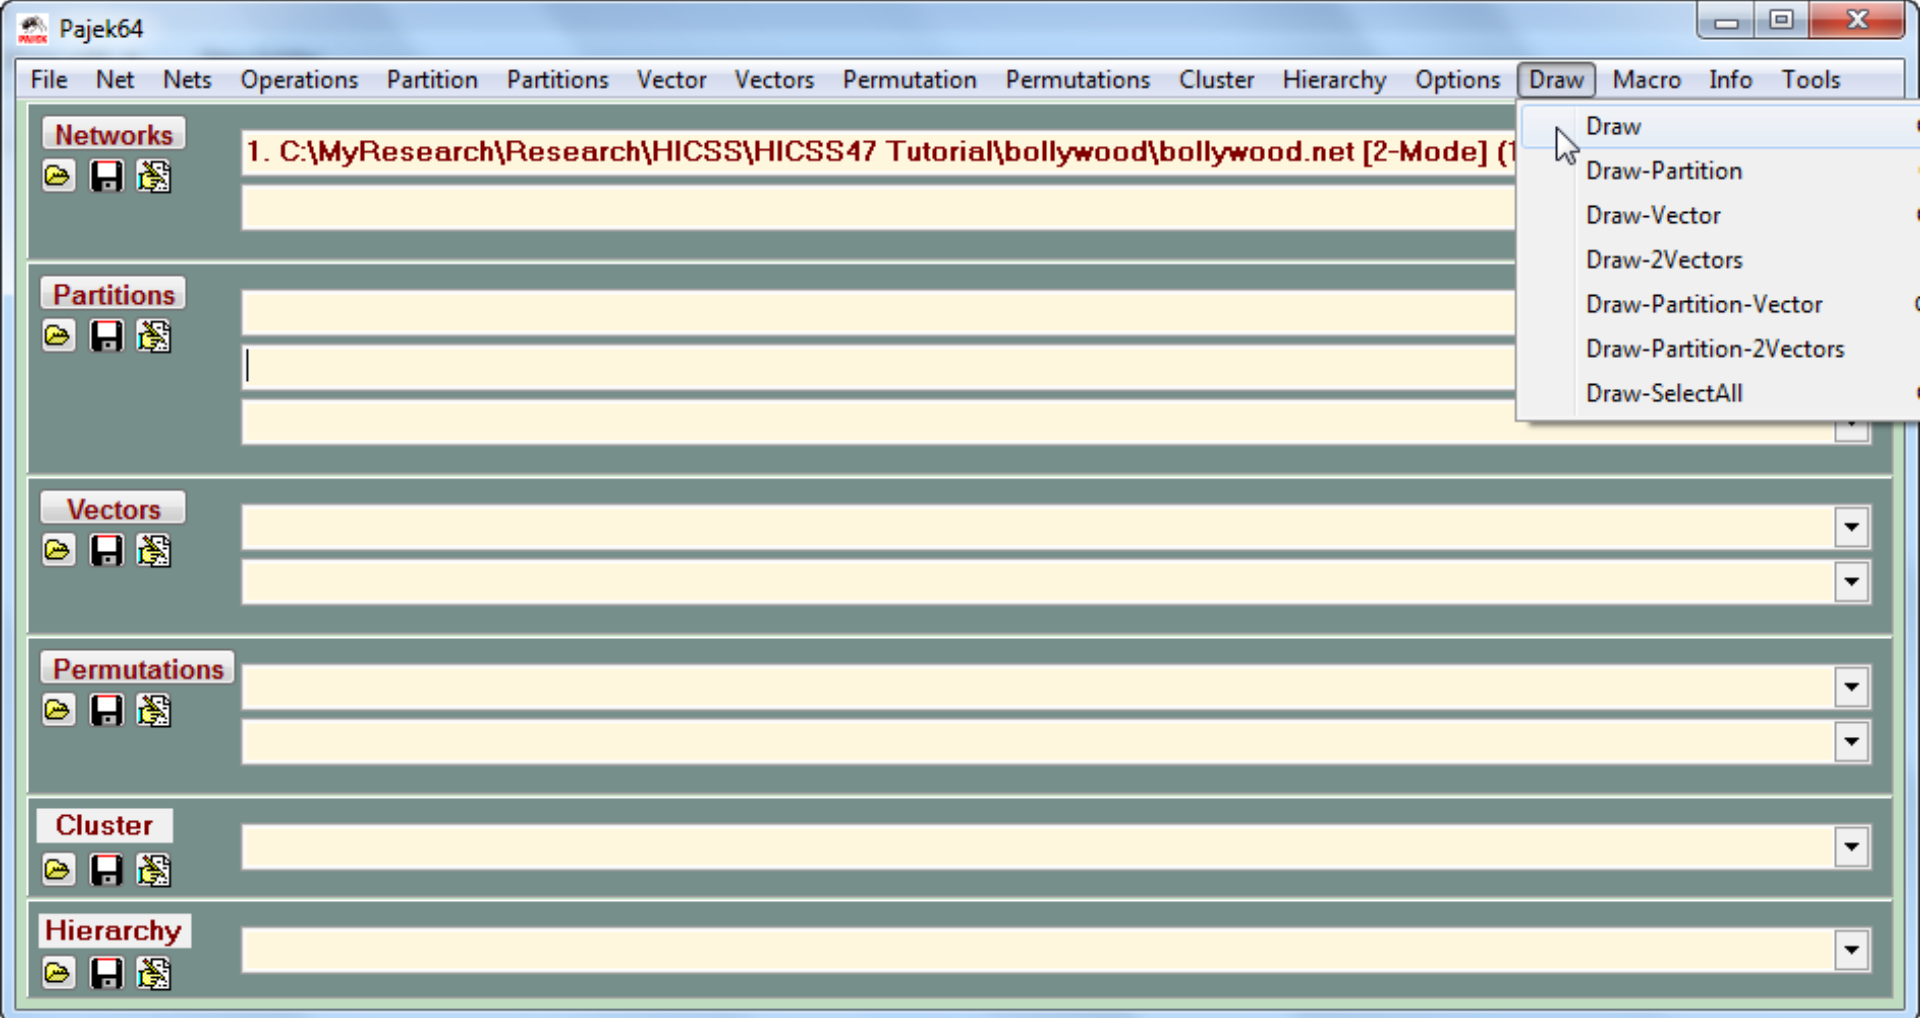 Pajek64
File Net Nets Operations Partition Partitions Vector Vectors Permutation Permutations Cluster Hierarchy Options Draw Macro Info Tools
Networks
1. C:\MyResearch\Research\HICSS\HICSS47 Tutorial\bollywood\bollywood.net [2-Mode] (1
Draw
Draw-Partition
Draw-Vector
Draw-2Vectors
Draw-Partition-Vector
Draw-Partition-2Vectors
Draw-SelectAll
Partitions
Vectors
Permutations
Cluster
Hierarchy